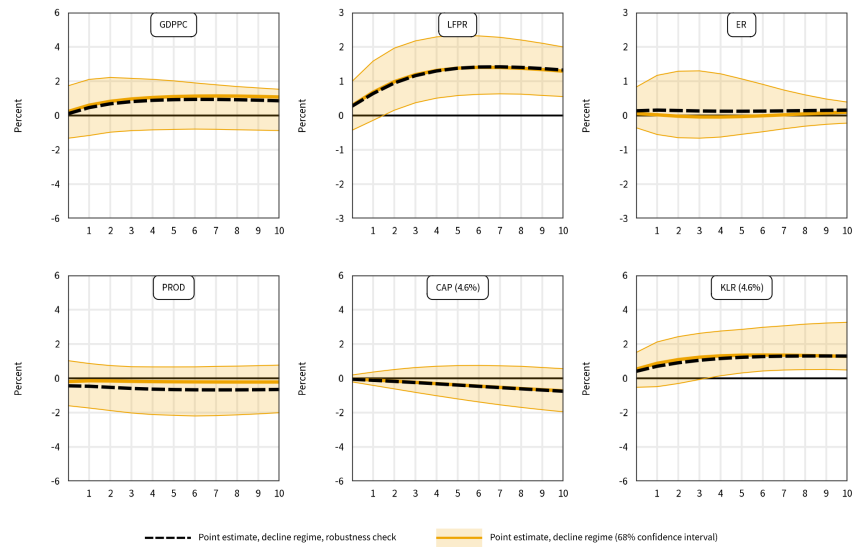 GDPPC
LFPR
ER
6
4
2
0
-2
-4
-6
Percent
1 2 3 4 5 6 7 8 9 10
3
2
1
0
-1
-2
-3
Percent
1 2 3 4 5 6 7 8 9 10
3
2
1
0
-1
-2
-3
Percent
1 2 3 4 5 6 7 8 9 10
PROD
CAP (4.6%)
KLR (4.6%)
6
4
2
0
-2
-4
-6
Percent
1 2 3 4 5 6 7 8 9 10
6
4
2
0
-2
-4
-6
Percent
1 2 3 4 5 6 7 8 9 10
6
4
2
0
-2
-4
-6
Percent
1 2 3 4 5 6 7 8 9 10
Point estimate, decline regime, robustness check
Point estimate, decline regime (68% confidence interval)